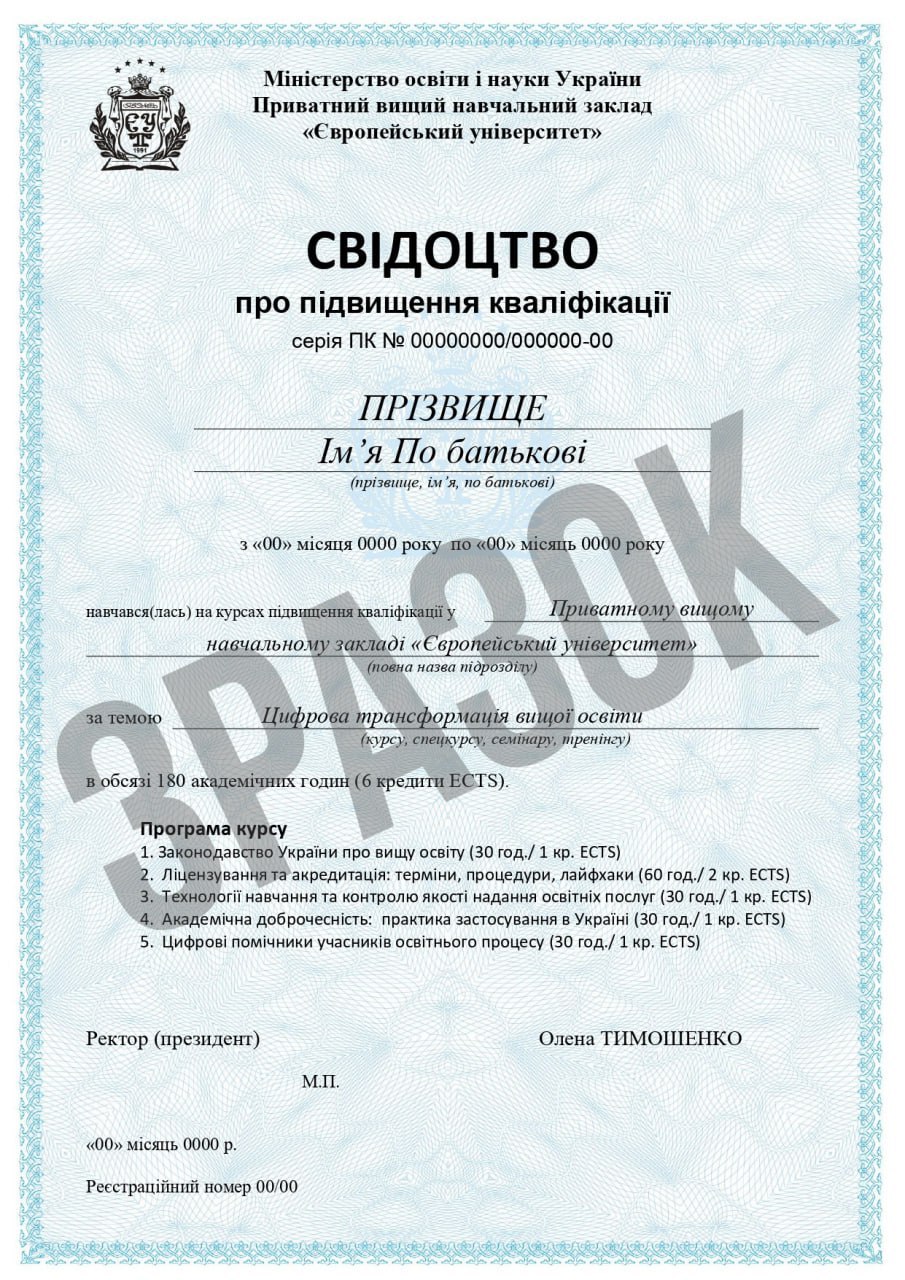 Міністерство освіти і науки України
Приватний вищий навчальний заклад
«Європейський університет»
ЄУ
1991
СВІДОЦТВО
про підвищення кваліфікації
серія ПК № 00000000/000000-00
ПРІЗВИЩЕ
Ім’я По батькові
(прізвище, ім’я, по батькові)
з «00» місяця 0000 року по «00» місяць 0000 року
навчався(лась) на курсах підвищення кваліфікації у Приватному вищому
навчальному закладі «Європейський університет»
(повна назва підрозділу)
за темою Цифрова трансформація вищої освіти
(курсу, спецкурсу, семінару, тренінгу)
в обсязі 180 академічних годин (6 кредити ECTS).
Програма курсу
1. Законодавство України про вищу освіту (30 год./ 1 кр. ECTS)
2. Ліцензування та акредитація: терміни, процедури, лайфхаки (60 год./ 2 кр. ECTS)
3. Технології навчання та контролю якості надання освітніх послуг (30 год./ 1 кр. ECTS)
4. Академічна доброчесність: практика застосування в Україні (30 год./ 1 кр. ECTS)
5. Цифрові помічники учасників освітнього процесу (30 год./ 1 кр. ECTS)
ЗРАЗОК
Ректор (президент) Олена ТИМОШЕНКО
М.П.
«00» місяць 0000 р.
Реєстраційний номер 00/00